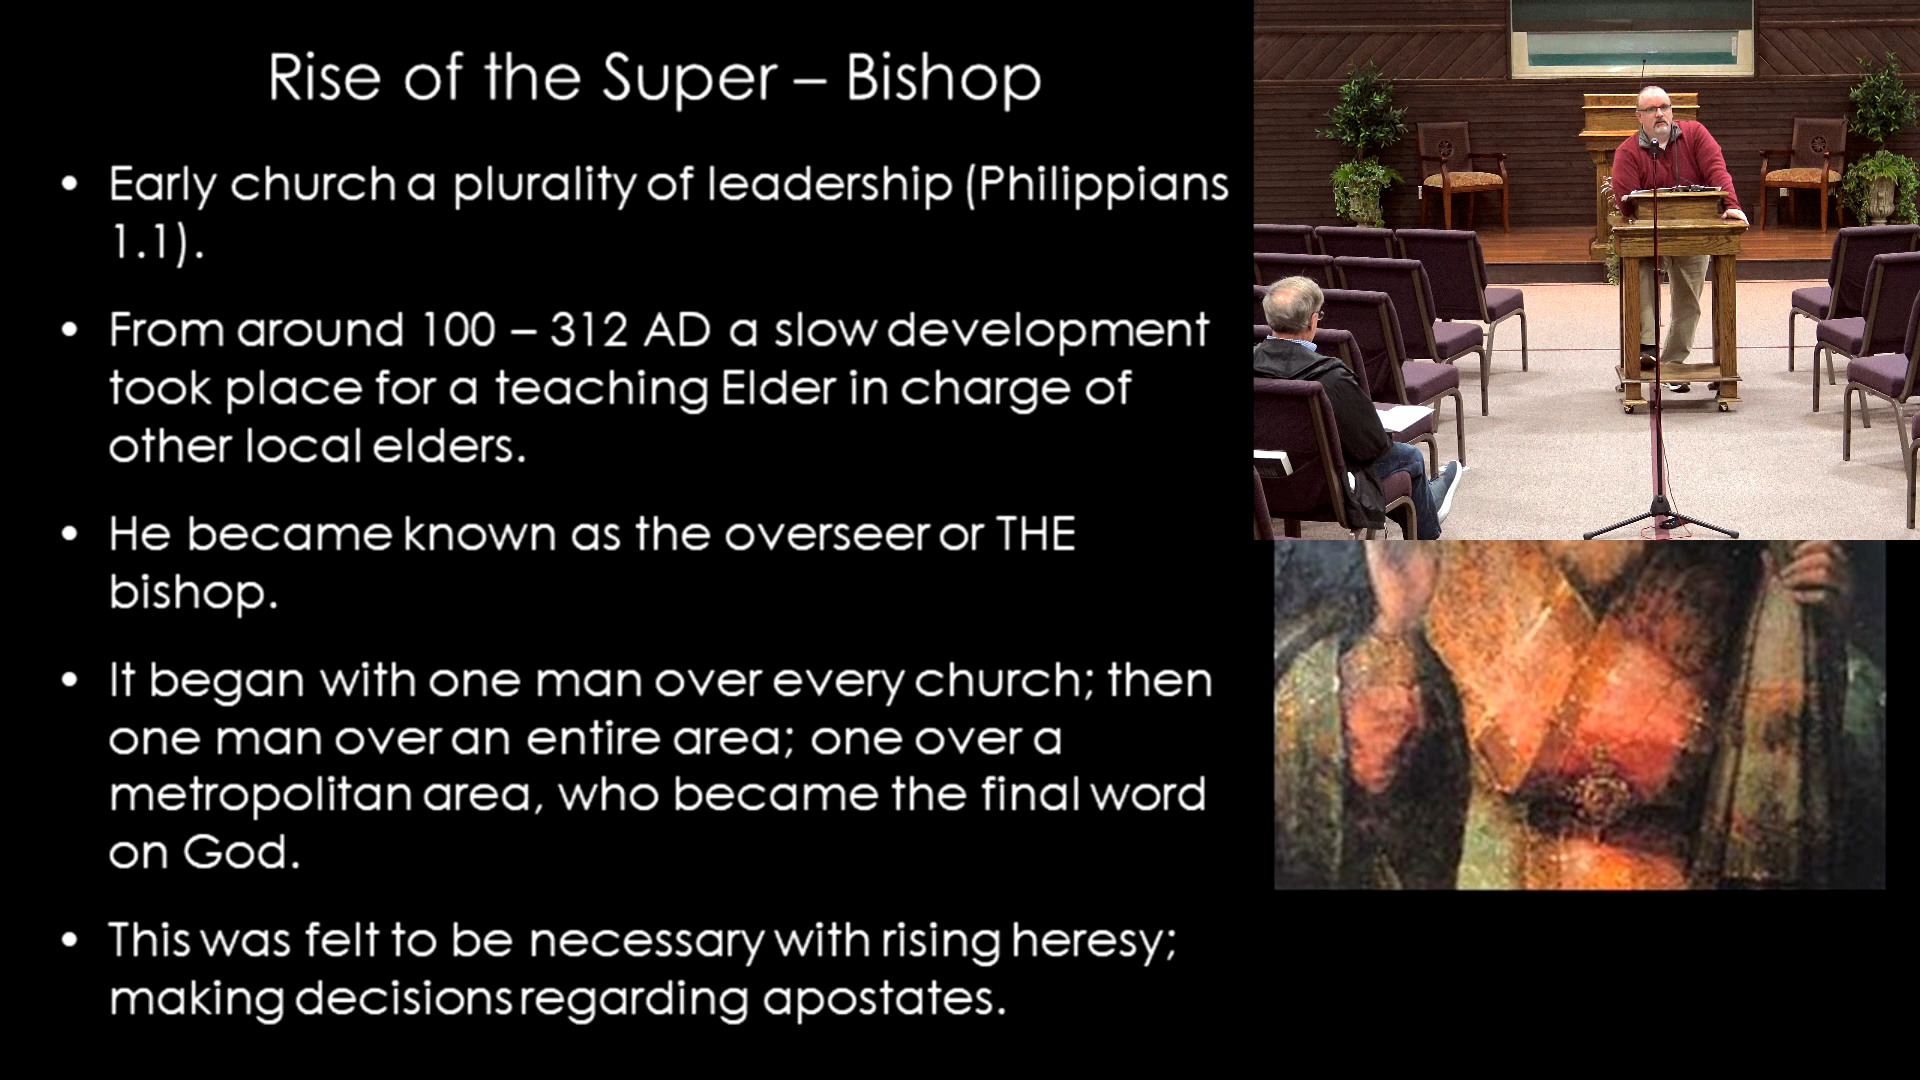 Rise of the Super – Bishop
• Early church a plurality of leadership (Philippians
1.1).
• From around 100 – 312 AD a slow development
took place for a teaching Elder in charge of
other local elders.
• He became known as the overseer or THE
bishop.
• It began with one man over every church; then
one man over an entire area; one over a
metropolitan area, who became the final word
on God.
• This was felt to be necessary with rising heresy;
making decisions regarding apostates.